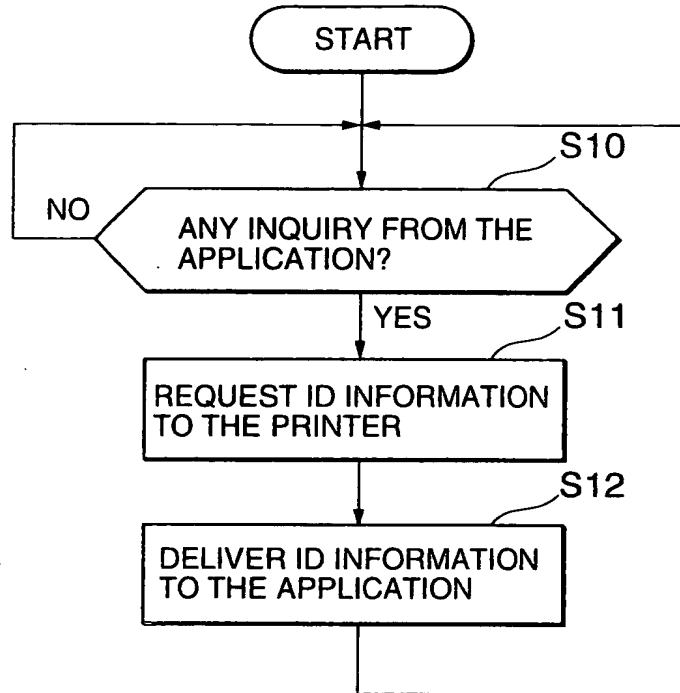 START
S10
NO
ANY INQUIRY FROM THE
APPLICATION?
YES
S11
REQUEST ID INFORMATION
TO THE PRINTER
S12
DELIVER ID INFORMATION
TO THE APPLICATION